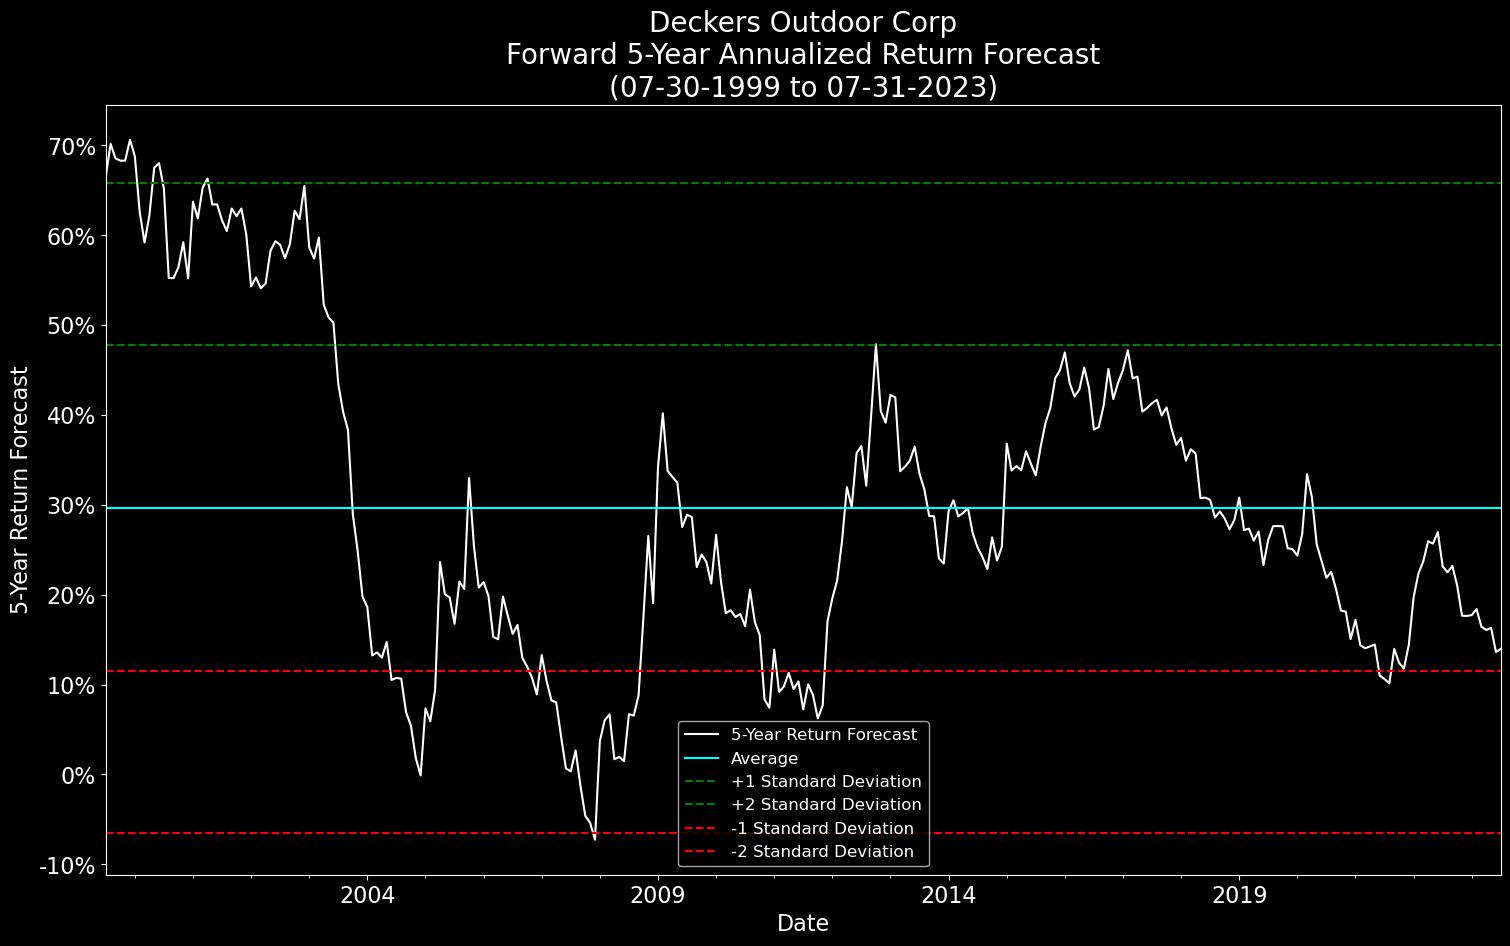 Deckers Outdoor Corp
Forward 5-Year Annualized Return Forecast
(07-30-1999 to 07-31-2023)
70%
60%
50%
40%
30%
20%
10%
0%
-10%
5-Year Return Forecast
5-Year Return Forecast
Average
+1 Standard Deviation
+2 Standard Deviation
-1 Standard Deviation
-2 Standard Deviation
2004
2009
2014
2019
Date